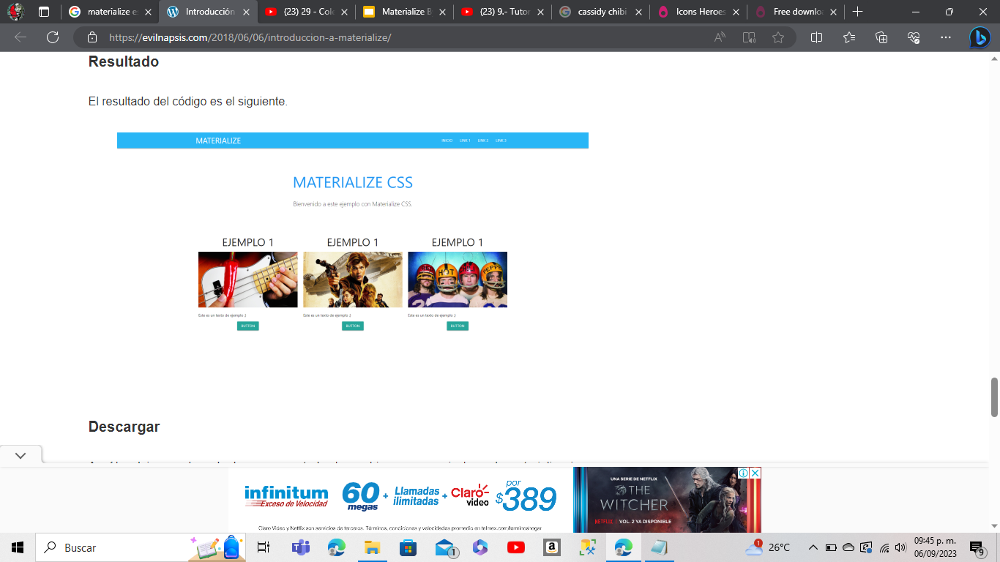 materialize es
Introducción
(23) 29 - Cole
Materialize B
(23) 9.- Tutor
cassidy chibi
Icons Heroes
Free downloa
https://evilnapsis.com/2018/06/06/introduccion-a-materialize/
Resultado
El resultado del código es el siguiente.
MATERIALIZE
INICIO LINK 1 LINK 2 LINK 3
MATERIALIZE CSS
Bienvenido a este ejemplo con Materialize CSS.
EJEMPLO 1 EJEMPLO 1 EJEMPLO 1
HOT
PEPPER
Este es un texto de ejemplo :) Este es un texto de ejemplo :) Este es un texto de ejemplo :)
BUTTON BUTTON BUTTON
Descargar
infinitum
Exceso de Velocidad
60 megas
+ Llamadas ilimitadas
+ Claro video
por $389
Claro Video y Netflix son servicios de terceros. Términos, condiciones y velocidades promedio en telmex.com/terminoshogar
UNA SERIE DE NETFLIX
THE WITCHER
NETFLIX | VOL. 2 YA DISPONIBLE
Buscar
1
1
26°C
09:45 p. m.
06/09/2023
9